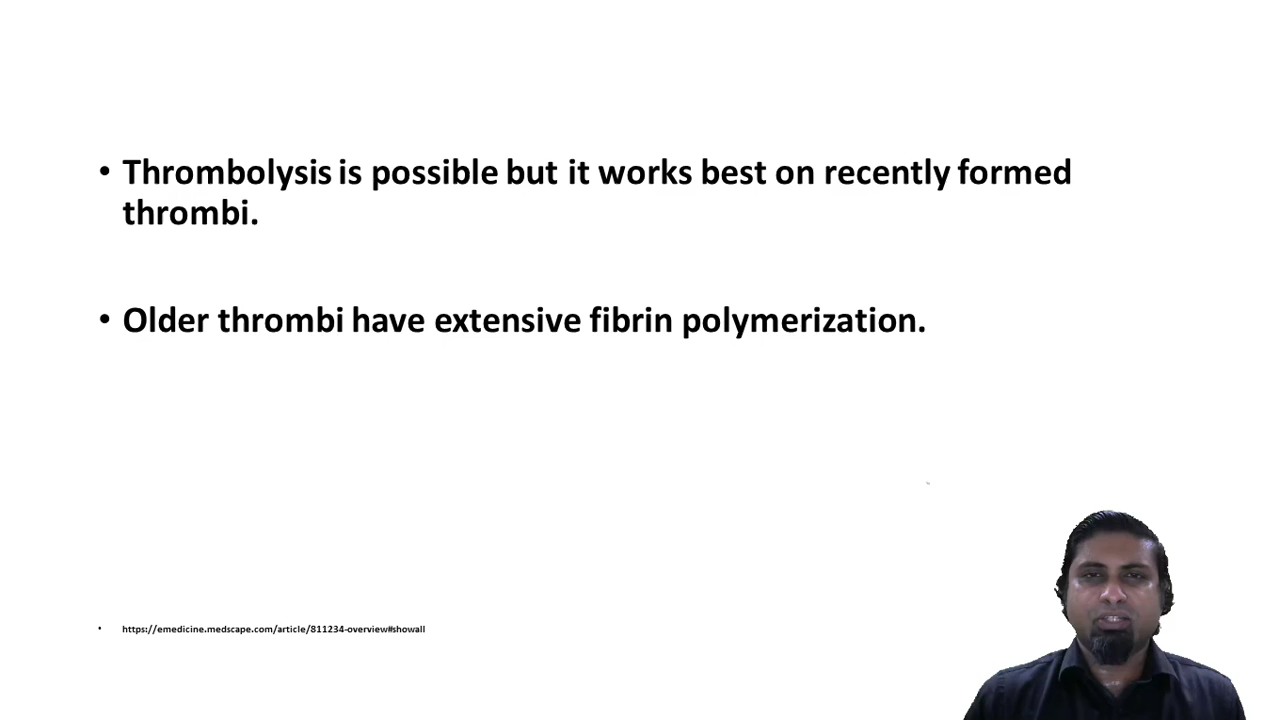 • Thrombolysis is possible but it works best on recently formed
thrombi.
• Older thrombi have extensive fibrin polymerization.
• https://emedicine.medscape.com/article/811234-overview#showall